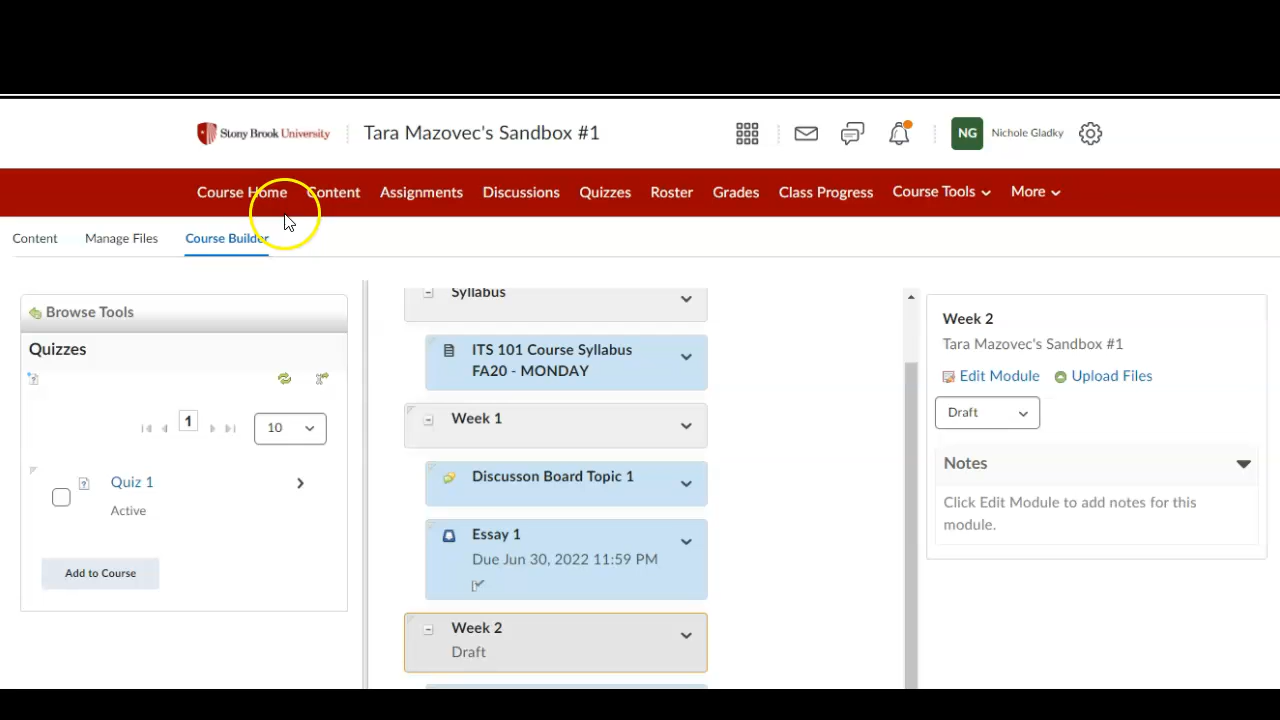 Stony Brook University
Tara Mazovec's Sandbox #1
NG
Nichole Gladky
Course Home
Content
Assignments
Discussions
Quizzes
Roster
Grades
Class Progress
Course Tools
More
Content
Manage Files
Course Builder
Browse Tools
Quizzes
1
10
Quiz 1
Active
Add to Course
Syllabus
ITS 101 Course Syllabus
FA20 - MONDAY
Week 1
Discusson Board Topic 1
Essay 1
Due Jun 30, 2022 11:59 PM
Week 2
Draft
Week 2
Tara Mazovec's Sandbox #1
Edit Module
Upload Files
Draft
Notes
Click Edit Module to add notes for this
module.